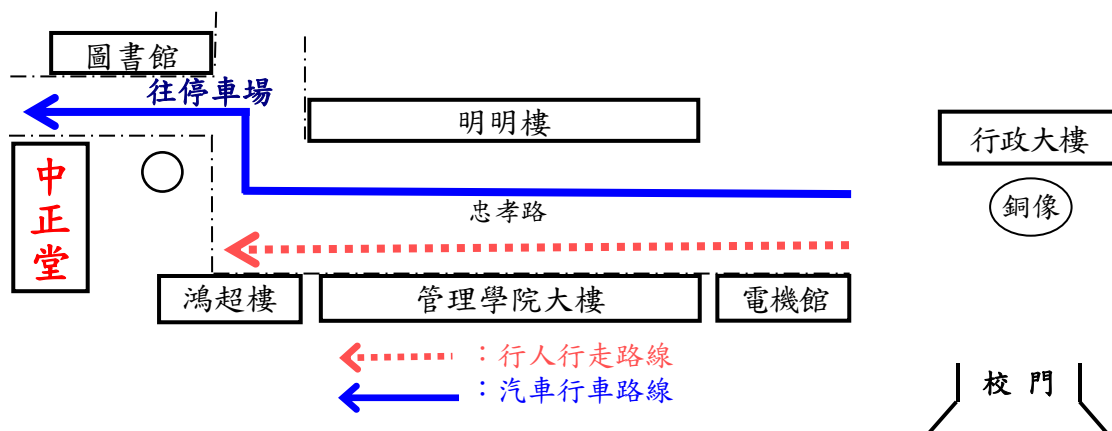 圖書館
往停車場
明明樓
行政大樓
中正堂
銅像
忠孝路
鴻超樓
管理學院大樓
電機館
：行人行走路線
：汽車行車路線
校 門